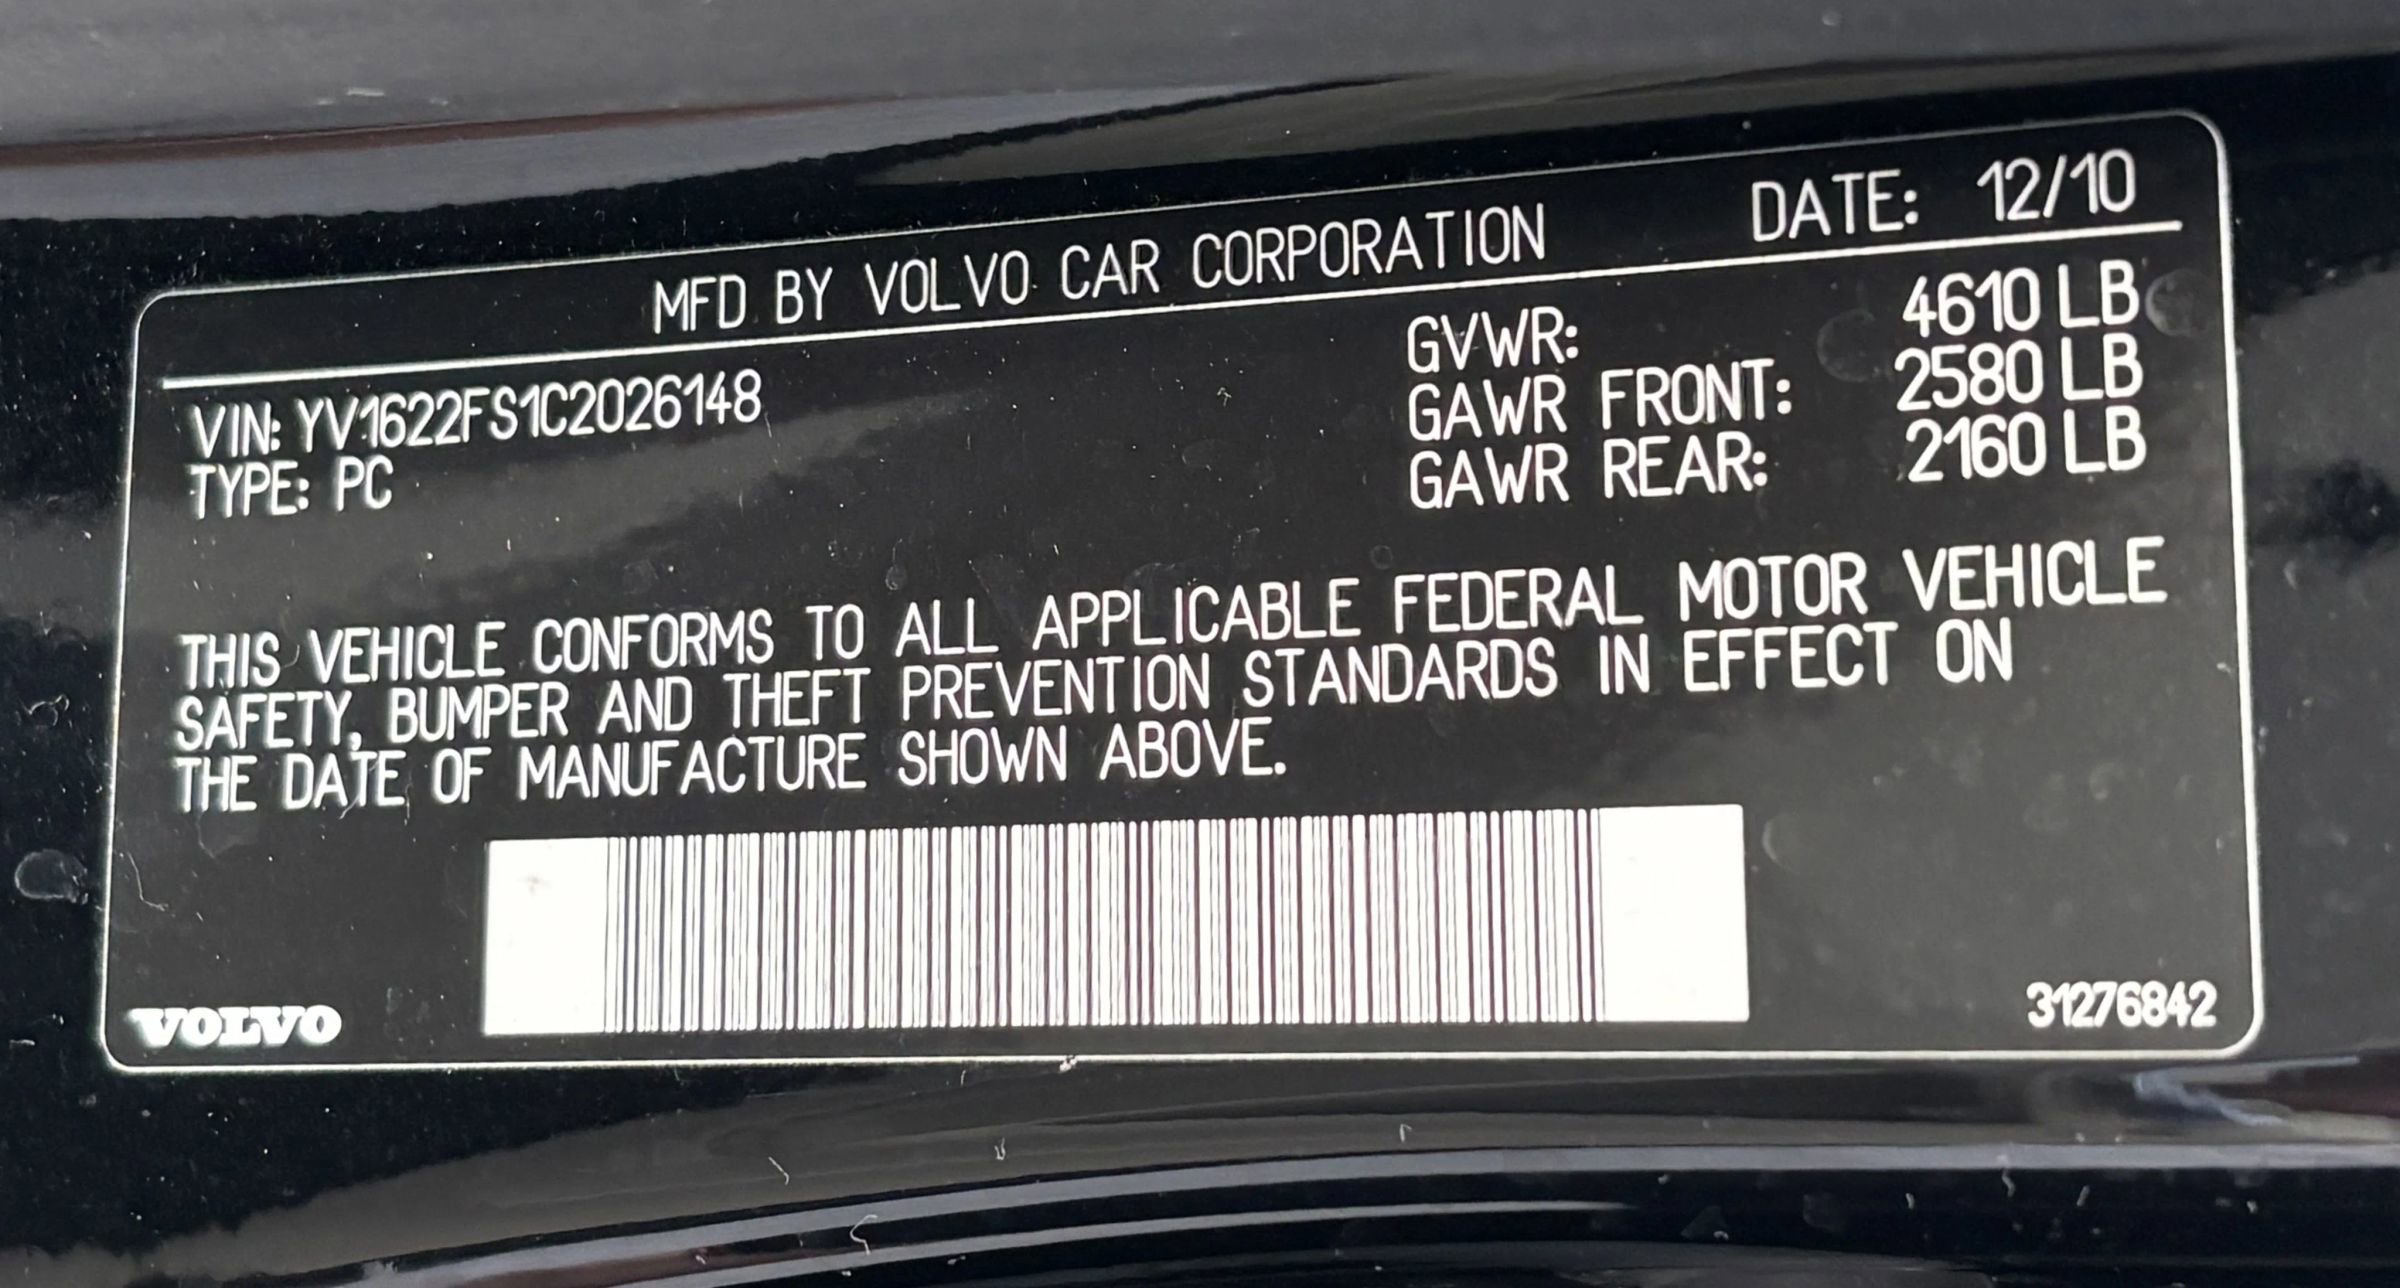 MFD BY VOLVO CAR CORPORATION DATE: 12/10
VIN: YV1622FS1C2026148
TYPE: PC
GVWR: 4610 LB
GAWR FRONT: 2580 LB
GAWR REAR: 2160 LB
THIS VEHICLE CONFORMS TO ALL APPLICABLE FEDERAL MOTOR VEHICLE
SAFETY, BUMPER AND THEFT PREVENTION STANDARDS IN EFFECT ON
THE DATE OF MANUFACTURE SHOWN ABOVE.
VOLVO
31276842